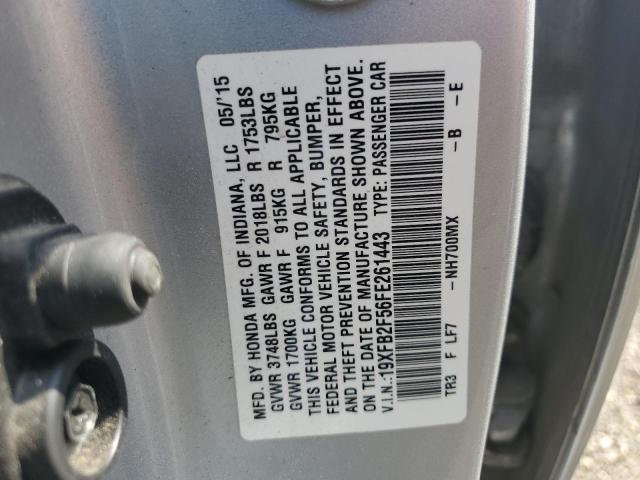 MFD. BY HONDA MFG. OF INDIANA, LLC 05/'15
GVWR 3748LBS GAWR F 2018LBS R 1753LBS
GVWR 1700KG GAWR F 915KG R 795KG
THIS VEHICLE CONFORMS TO ALL APPLICABLE
FEDERAL MOTOR VEHICLE SAFETY, BUMPER,
AND THEFT PREVENTION STANDARDS IN EFFECT
ON THE DATE OF MANUFACTURE SHOWN ABOVE.
V.I.N.:19XFB2F56FE261443 TYPE: PASSENGER CAR
TR3 F LF7 -NH700MX -B -E